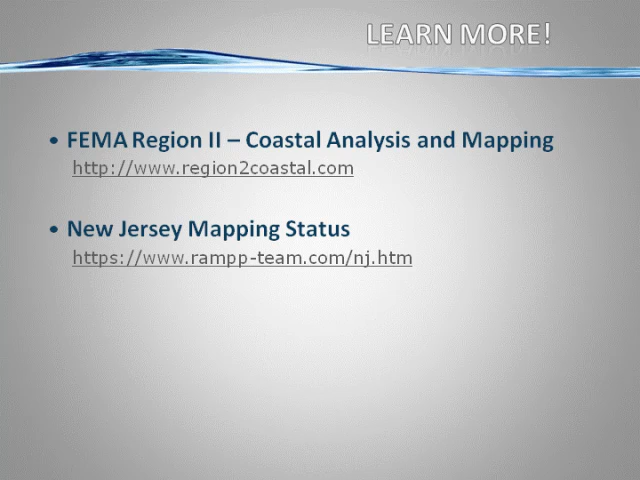 LEARN MORE!
• FEMA Region II – Coastal Analysis and Mapping
http://www.region2coastal.com
• New Jersey Mapping Status
https://www.rampp-team.com/nj.htm